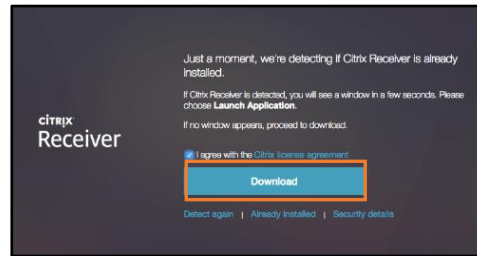 Just a moment, we're detecting if Citrix Receiver is already
installed.
If Citrix Receiver is detected, you will see a window in a few seconds. Please
choose Launch Application.
If no window appears, proceed to download.
CITRIX
Receiver
I agree with the Citrix license agreement
Download
Detect again | Already installed | Security details